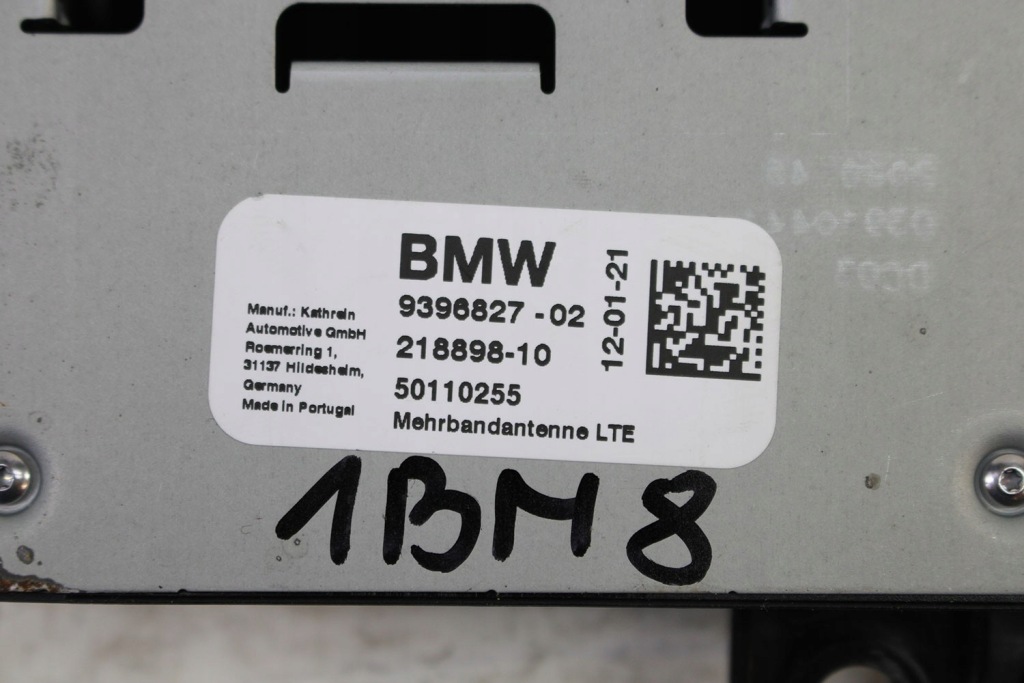 BMW
9396827-02
218898-10
50110255
Mehrbandantenne LTE
12-01-21
Manuf.: Kathrein
Automotive GmbH
Roemerring 1,
31137 Hildesheim,
Germany
Made in Portugal
1BM8